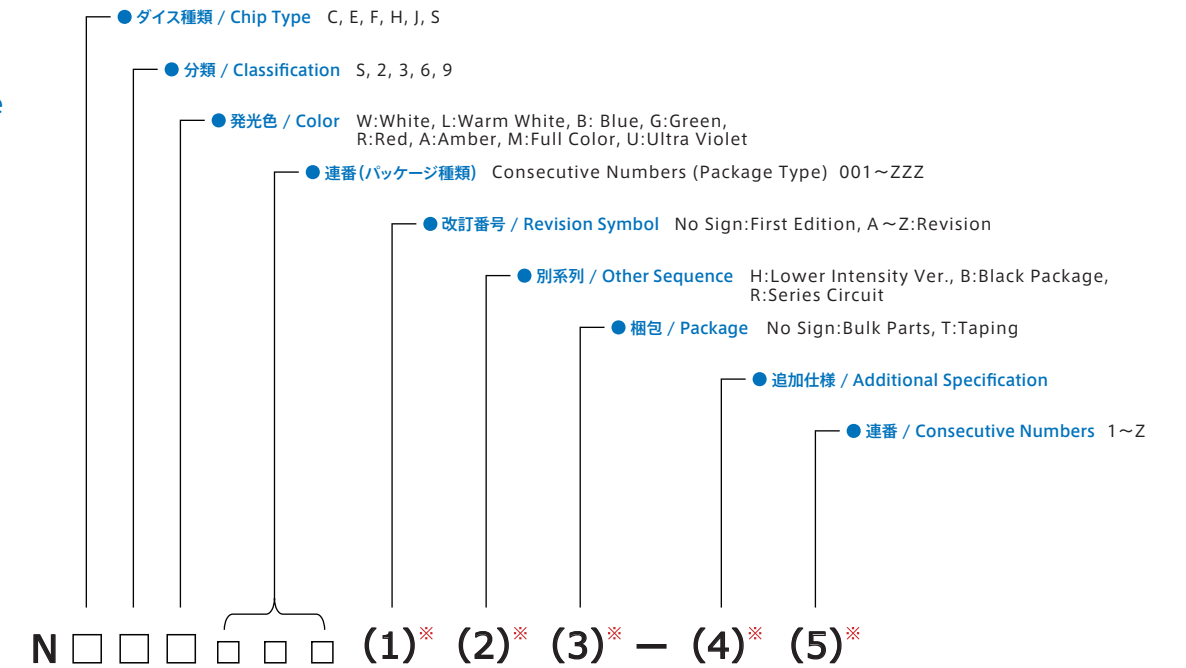 ● ダイス種類 / Chip Type C, E, F, H, J, S
● 分類 / Classification S, 2, 3, 6, 9
e
● 発光色 / Color W:White, L:Warm White, B: Blue, G:Green,
R:Red, A:Amber, M:Full Color, U:Ultra Violet
● 連番(パッケージ種類) Consecutive Numbers (Package Type) 001~ZZZ
● 改訂番号 / Revision Symbol No Sign:First Edition, A~Z:Revision
● 別系列 / Other Sequence H:Lower Intensity Ver., B:Black Package,
R:Series Circuit
● 梱包 / Package No Sign:Bulk Parts, T:Taping
● 追加仕様 / Additional Specification
● 連番 / Consecutive Numbers 1~Z
N□□□□□□ (1)※ (2)※ (3)※ − (4)※ (5)※